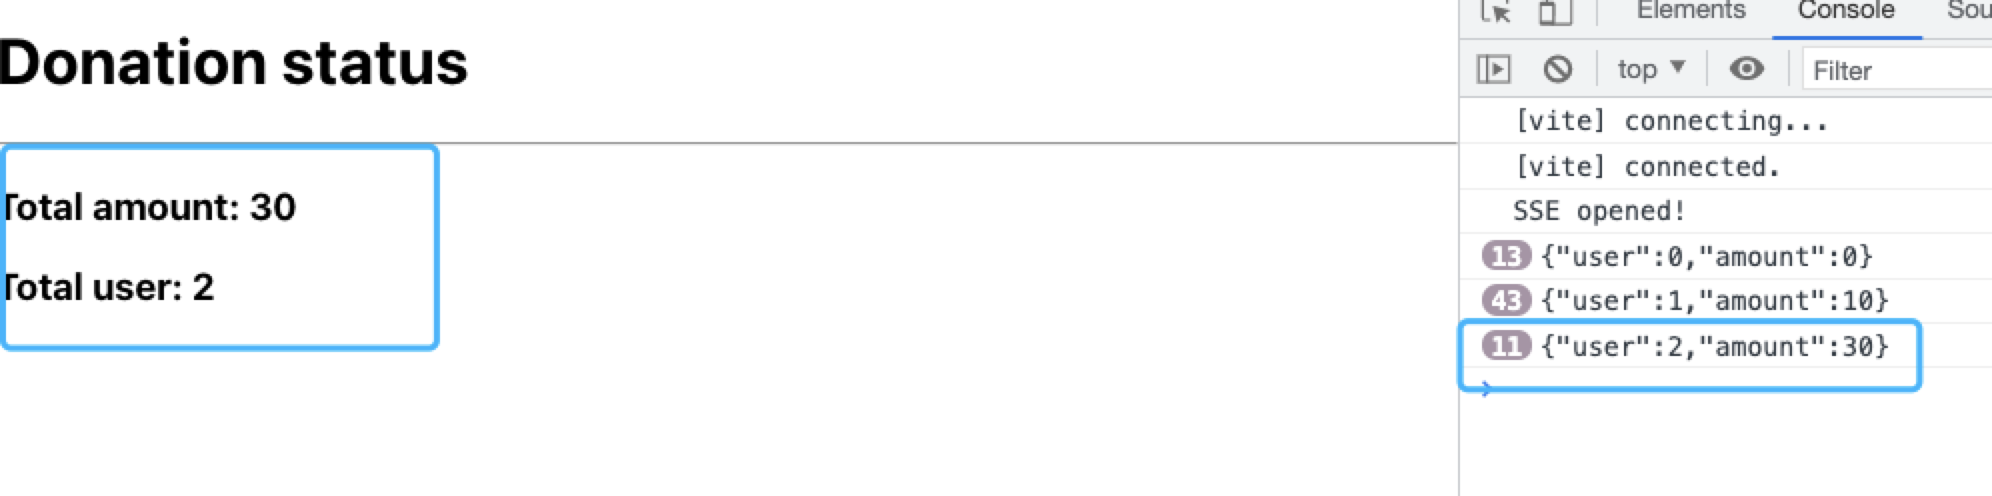 Donation status
Total amount: 30
Total user: 2
Elements Console Sou
top Filter
[vite] connecting...
[vite] connected.
SSE opened!
13 {"user":0,"amount":0}
43 {"user":1,"amount":10}
11 {"user":2,"amount":30}